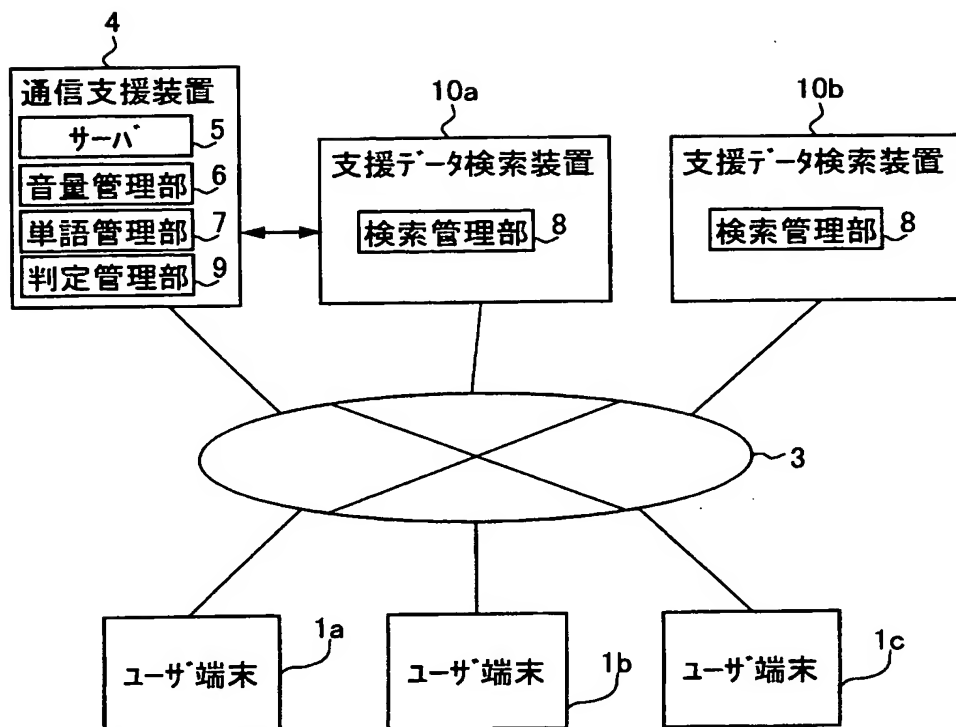 4
通信支援装置
サーバ 5
音量管理部 6
単語管理部 7
判定管理部 9
10a
支援データ検索装置
検索管理部 8
10b
支援データ検索装置
検索管理部 8
3
ユーザ端末 1a
ユーザ端末 1b
ユーザ端末 1c